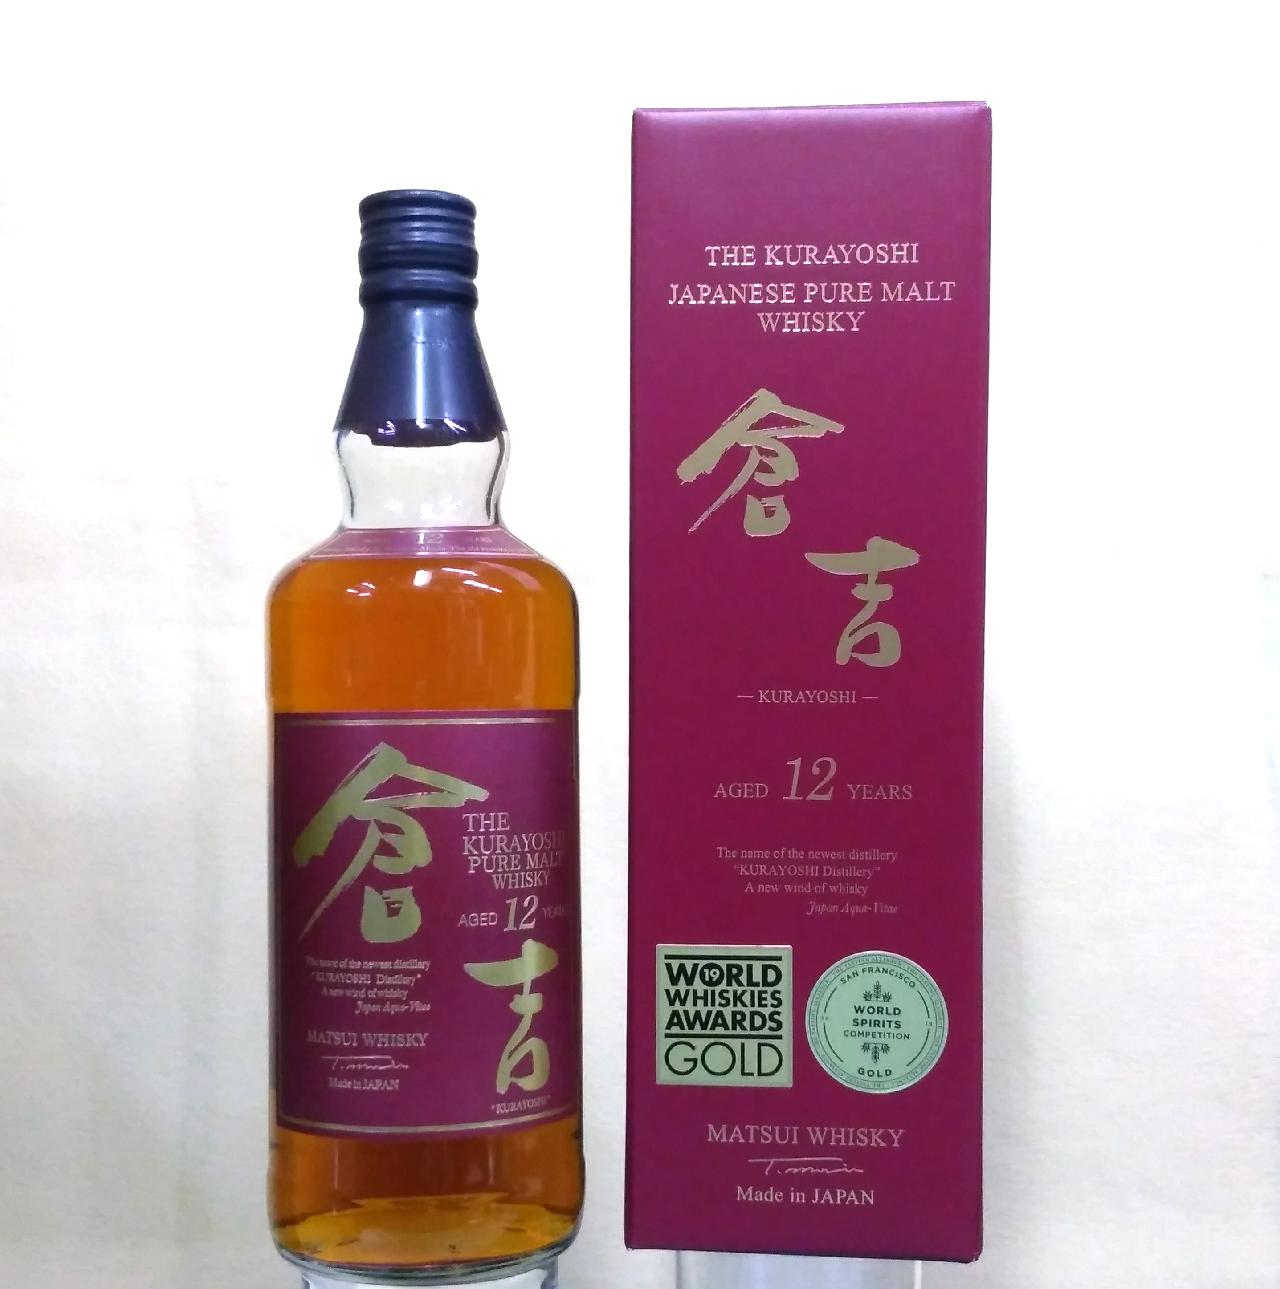 12 YEARS
倉吉
THE
KURAYOSHI
PURE MALT
WHISKY
AGED 12 YEARS
The name of the newest distillery
"KURAYOSHI Distillery"
A new wind of whisky
Japan Aqua-Vitae
MATSUI WHISKY
Made in JAPAN
"KURAYOSHI"
THE KURAYOSHI
JAPANESE PURE MALT
WHISKY
倉吉
— KURAYOSHI —
AGED 12 YEARS
The name of the newest distillery
"KURAYOSHI Distillery"
A new wind of whisky
Japan Aqua-Vitae
WORLD
19
WHISKIES
AWARDS
GOLD
SAN FRANCISCO
WORLD
SPIRITS
COMPETITION
GOLD
MATSUI WHISKY
Made in JAPAN